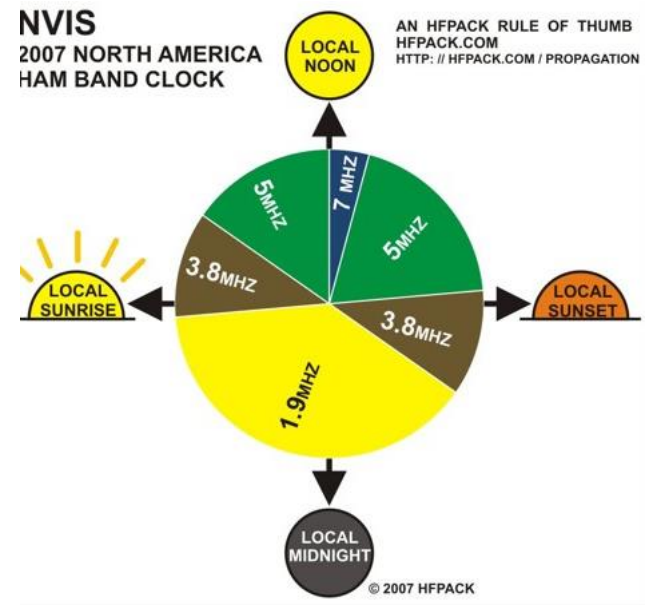 NVIS
2007 NORTH AMERICA
HAM BAND CLOCK
LOCAL
NOON
AN HFPACK RULE OF THUMB
HFPACK.COM
HTTP: // HFPACK.COM / PROPAGATION
5MHZ
7 MHZ
5MHZ
3.8MHZ
3.8MHZ
1.9MHZ
LOCAL
SUNRISE
LOCAL
SUNSET
LOCAL
MIDNIGHT
© 2007 HFPACK